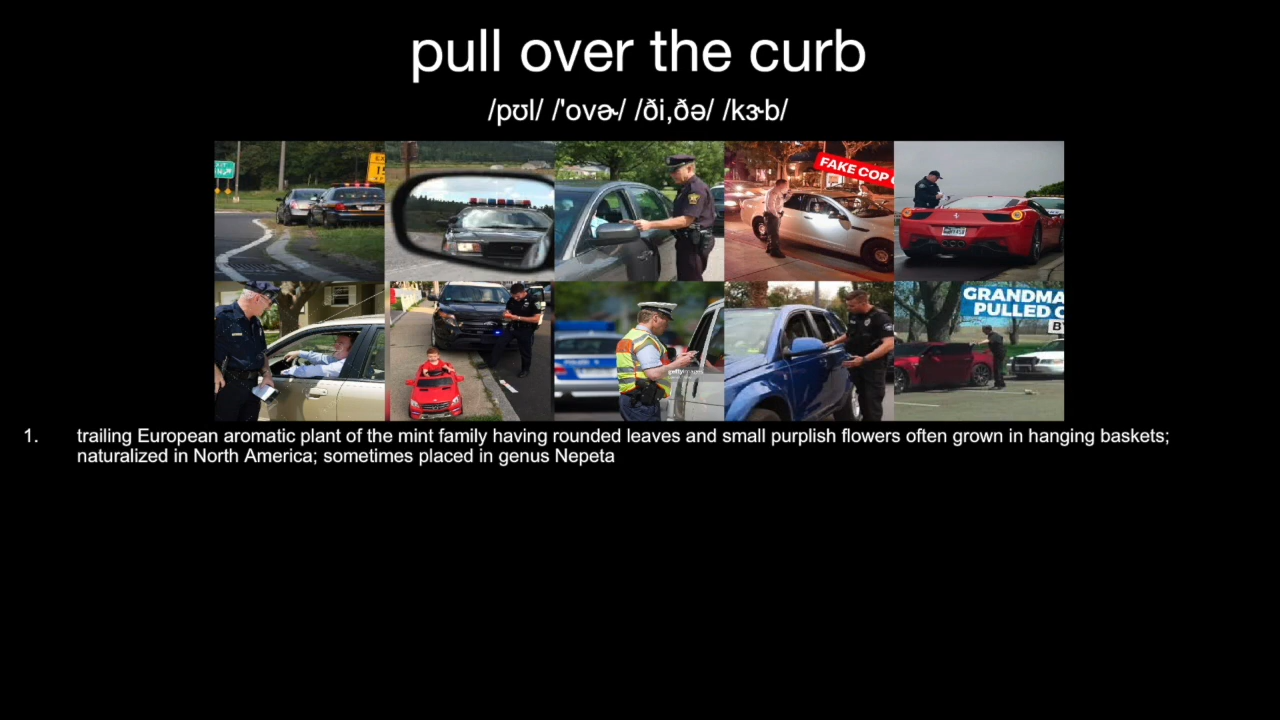 pull over the curb
/pʊl/ /'ovɚ/ /ði,ðə/ /kɝb/
FAKE COP
GRANDMA
PULLED
gettyimages
1. trailing European aromatic plant of the mint family having rounded leaves and small purplish flowers often grown in hanging baskets;
naturalized in North America; sometimes placed in genus Nepeta